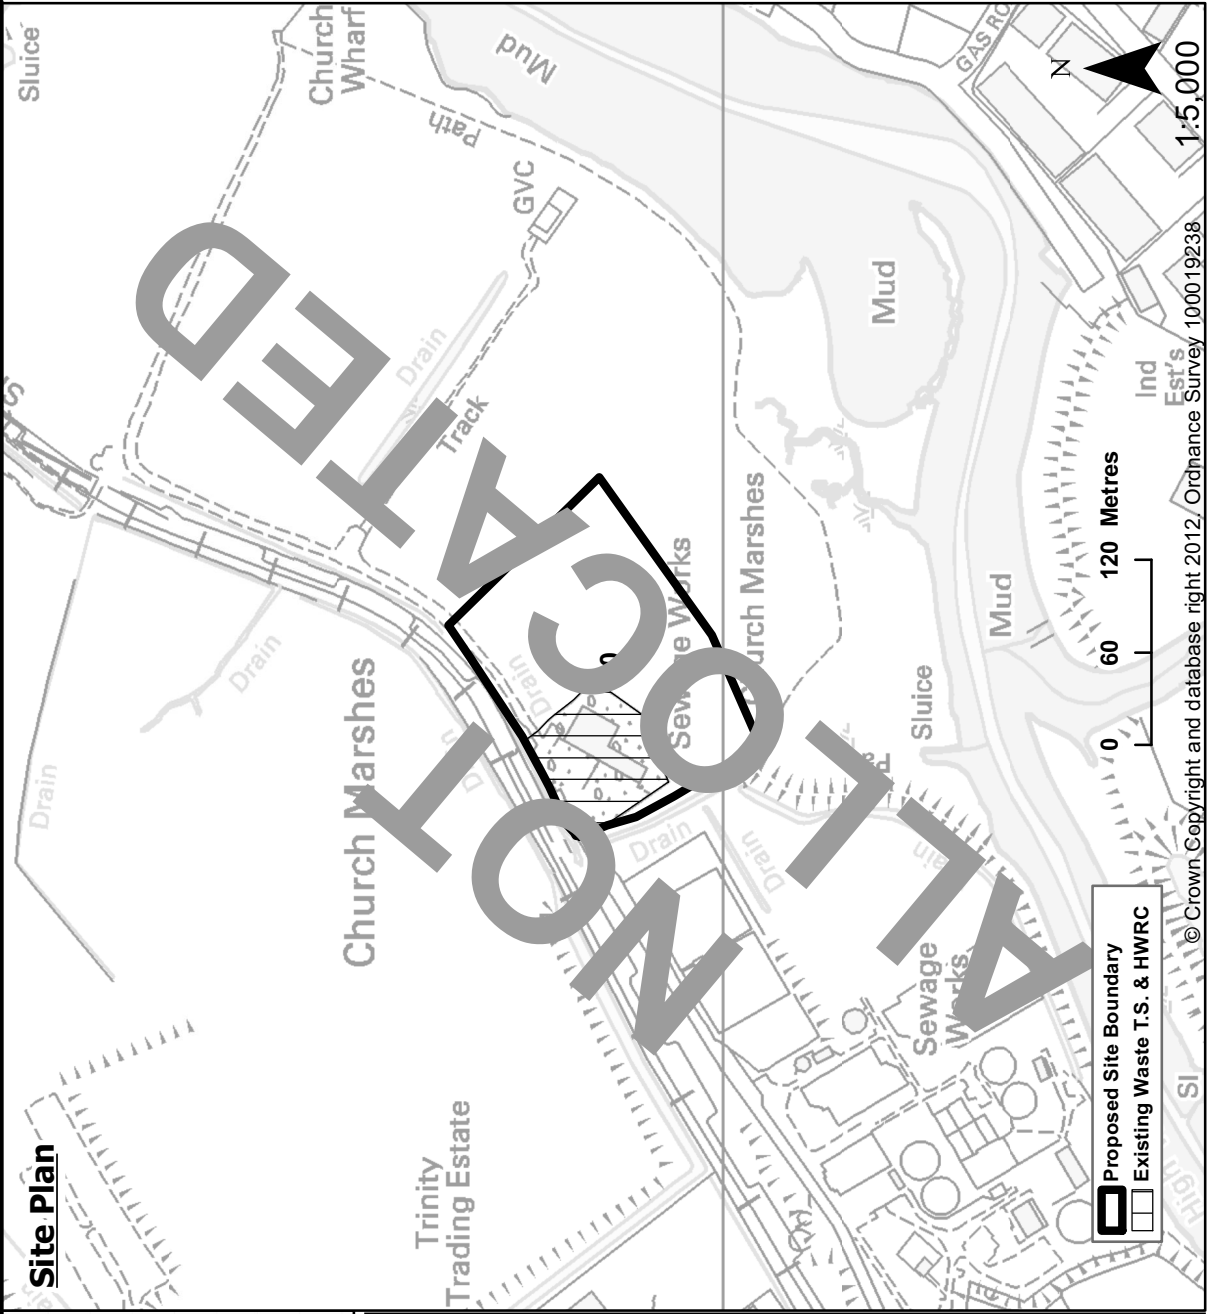 Site Plan
Sluice
Drain
Drain
Church
Wharf
Church Marshes
Trinity
Trading Estate
Path
Mud
GVC
Drain
Track
Drain
NOT
ALLOCATED
Drain
Drain
Sewage Works
Church Marshes
Mud
Sluice
Sewage
Works
Mud
GAS RO
Ind
Est's
N
1:5,000
0 60 120 Metres
Proposed Site Boundary
Existing Waste T.S. & HWRC
© Crown Copyright and database right 2012, Ordnance Survey 100019238
High
Sl